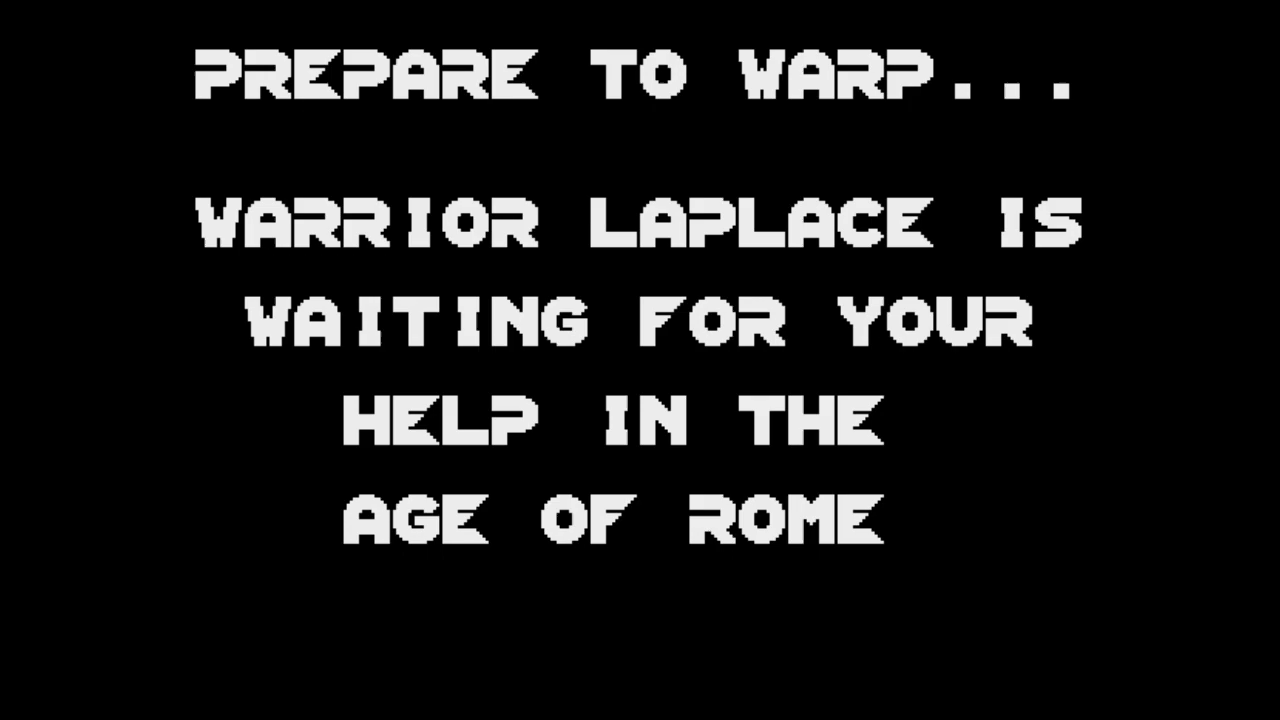 PREPARE TO WARP...
WARRIOR LAPLACE IS
WAITING FOR YOUR
HELP IN THE
AGE OF ROME